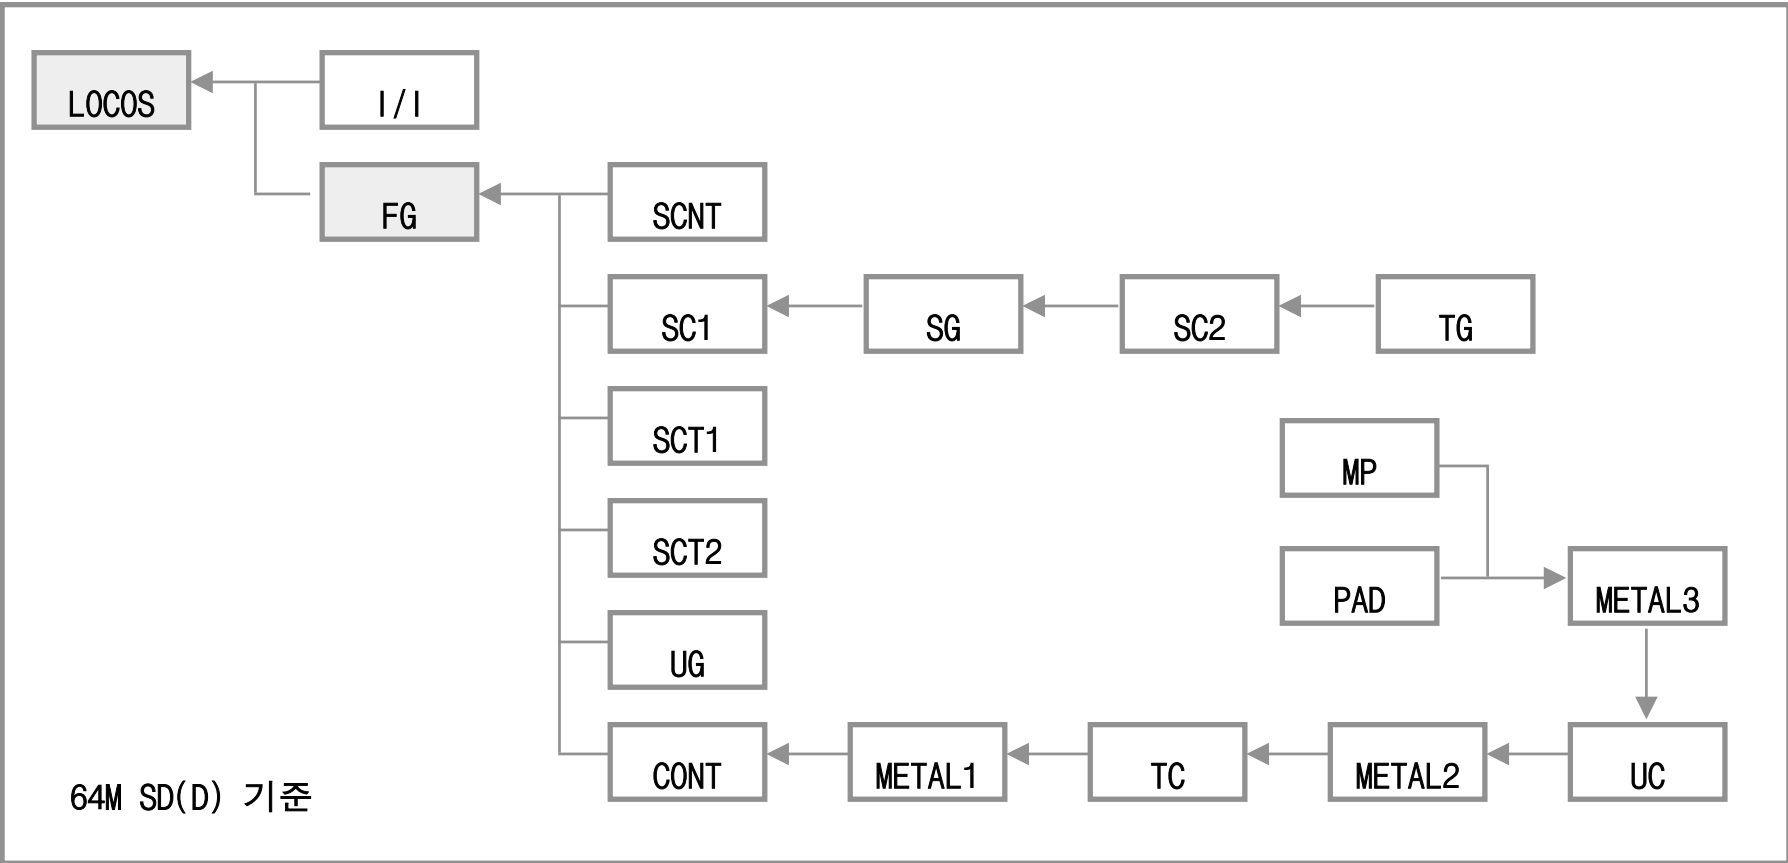 LOCOS
I/I
FG
SCNT
SC1
SG
SC2
TG
SCT1
MP
SCT2
PAD
METAL3
UG
CONT
METAL1
TC
METAL2
UC
64M SD(D) 기준